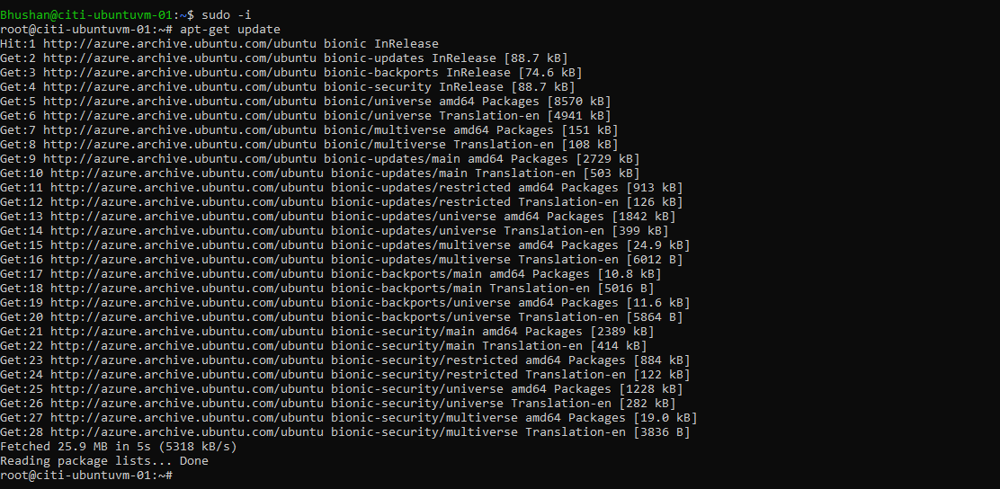 Bhushan@citi-ubuntuvm-01:~$ sudo -i
root@citi-ubuntuvm-01:~# apt-get update
Hit:1 http://azure.archive.ubuntu.com/ubuntu bionic InRelease
Get:2 http://azure.archive.ubuntu.com/ubuntu bionic-updates InRelease [88.7 kB]
Get:3 http://azure.archive.ubuntu.com/ubuntu bionic-backports InRelease [74.6 kB]
Get:4 http://azure.archive.ubuntu.com/ubuntu bionic-security InRelease [88.7 kB]
Get:5 http://azure.archive.ubuntu.com/ubuntu bionic/universe amd64 Packages [8570 kB]
Get:6 http://azure.archive.ubuntu.com/ubuntu bionic/universe Translation-en [4941 kB]
Get:7 http://azure.archive.ubuntu.com/ubuntu bionic/multiverse amd64 Packages [151 kB]
Get:8 http://azure.archive.ubuntu.com/ubuntu bionic/multiverse Translation-en [108 kB]
Get:9 http://azure.archive.ubuntu.com/ubuntu bionic-updates/main amd64 Packages [2729 kB]
Get:10 http://azure.archive.ubuntu.com/ubuntu bionic-updates/main Translation-en [503 kB]
Get:11 http://azure.archive.ubuntu.com/ubuntu bionic-updates/restricted amd64 Packages [913 kB]
Get:12 http://azure.archive.ubuntu.com/ubuntu bionic-updates/restricted Translation-en [126 kB]
Get:13 http://azure.archive.ubuntu.com/ubuntu bionic-updates/universe amd64 Packages [1842 kB]
Get:14 http://azure.archive.ubuntu.com/ubuntu bionic-updates/universe Translation-en [399 kB]
Get:15 http://azure.archive.ubuntu.com/ubuntu bionic-updates/multiverse amd64 Packages [24.9 kB]
Get:16 http://azure.archive.ubuntu.com/ubuntu bionic-updates/multiverse Translation-en [6012 B]
Get:17 http://azure.archive.ubuntu.com/ubuntu bionic-backports/main amd64 Packages [10.8 kB]
Get:18 http://azure.archive.ubuntu.com/ubuntu bionic-backports/main Translation-en [5016 B]
Get:19 http://azure.archive.ubuntu.com/ubuntu bionic-backports/universe amd64 Packages [11.6 kB]
Get:20 http://azure.archive.ubuntu.com/ubuntu bionic-backports/universe Translation-en [5864 B]
Get:21 http://azure.archive.ubuntu.com/ubuntu bionic-security/main amd64 Packages [2389 kB]
Get:22 http://azure.archive.ubuntu.com/ubuntu bionic-security/main Translation-en [414 kB]
Get:23 http://azure.archive.ubuntu.com/ubuntu bionic-security/restricted amd64 Packages [884 kB]
Get:24 http://azure.archive.ubuntu.com/ubuntu bionic-security/restricted Translation-en [122 kB]
Get:25 http://azure.archive.ubuntu.com/ubuntu bionic-security/universe amd64 Packages [1228 kB]
Get:26 http://azure.archive.ubuntu.com/ubuntu bionic-security/universe Translation-en [282 kB]
Get:27 http://azure.archive.ubuntu.com/ubuntu bionic-security/multiverse amd64 Packages [19.0 kB]
Get:28 http://azure.archive.ubuntu.com/ubuntu bionic-security/multiverse Translation-en [3836 B]
Fetched 25.9 MB in 5s (5318 kB/s)
Reading package lists... Done
root@citi-ubuntuvm-01:~#